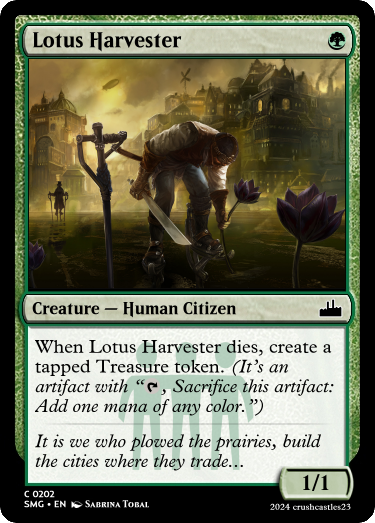 Lotus Harvester
Creature — Human Citizen
When Lotus Harvester dies, create a
tapped Treasure token. (It's an
artifact with “, Sacrifice this artifact:
Add one mana of any color.”)
It is we who plowed the prairies, build
the cities where they trade…
1/1
C 0202
SMG • EN Sabrina Tobal
2024 crushcastles23